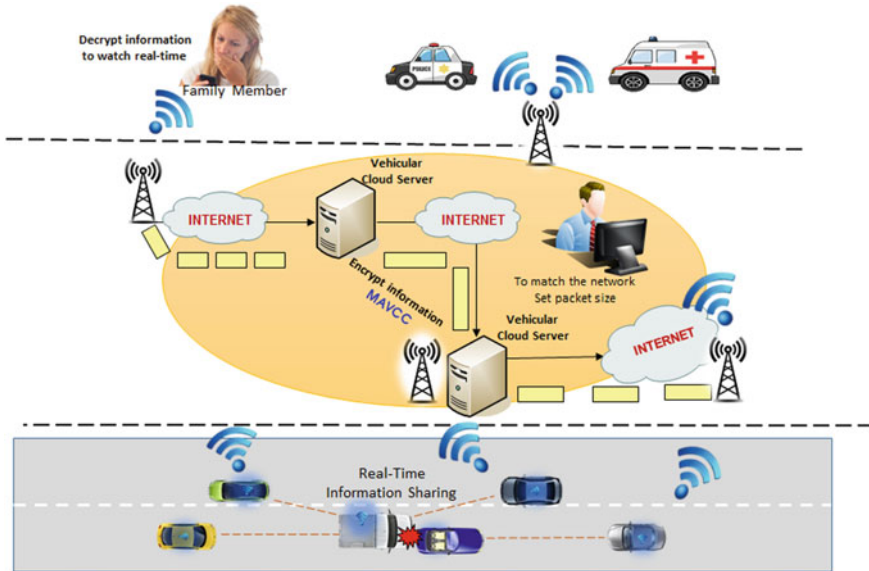 Decrypt information
to watch real-time
Family Member
POLICE
Vehicular
Cloud Server
INTERNET
INTERNET
Encrypt information
MAVCC
To match the network
Set packet size
Vehicular
Cloud Server
INTERNET
Real-Time
Information Sharing